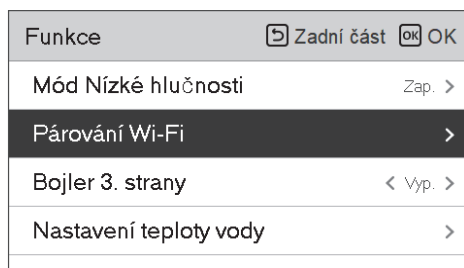 Funkce Zadní část OK OK
Mód Nízké hlučnosti Zap. >
Párování Wi-Fi >
Bojler 3. strany < Vyp. >
Nastavení teploty vody >